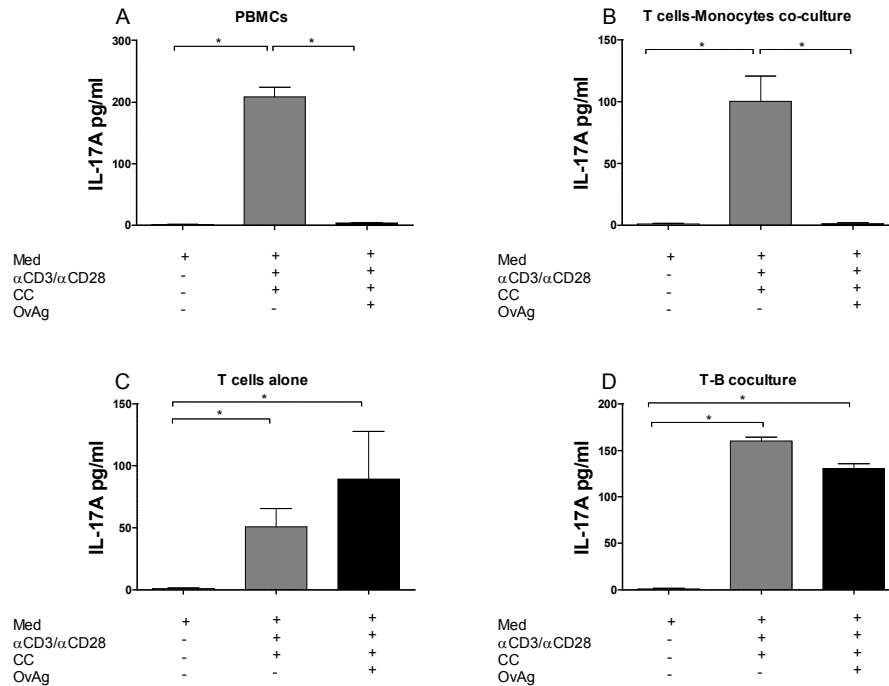 A
PBMCs
* *
IL-17A pg/ml
300
200
100
0
Med + + +
αCD3/αCD28 - + +
CC - + +
OvAg - - +
B
T cells-Monocytes co-culture
* *
IL-17A pg/ml
150
100
50
0
Med + + +
αCD3/αCD28 - + +
CC - + +
OvAg - - +
C
T cells alone
*
*
IL-17A pg/ml
150
100
50
0
Med + + +
αCD3/αCD28 - + +
CC - + +
OvAg - - +
D
T-B coculture
*
*
IL-17A pg/ml
200
150
100
50
0
Med + + +
αCD3/αCD28 - + +
CC - + +
OvAg - - +